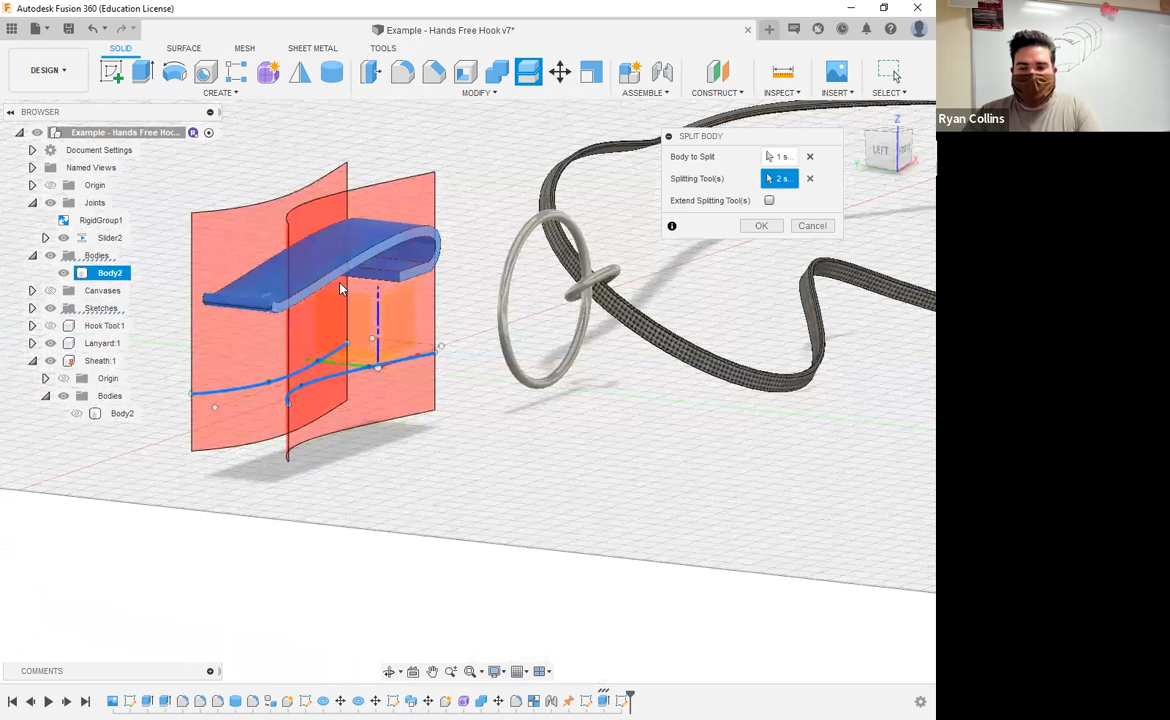 Autodesk Fusion 360 (Education License)
Example - Hands Free Hook v7*
DESIGN
SOLID SURFACE MESH SHEET METAL TOOLS
CREATE MODIFY ASSEMBLE CONSTRUCT INSPECT INSERT SELECT
BROWSER
Example - Hands Free Hoo...
Document Settings
Named Views
Origin
Joints
RigidGroup1
Slider2
Bodies
Body2
Canvases
Sketches
Hook Tool:1
Lanyard:1
Sheath:1
Origin
Bodies
Body2
SPLIT BODY
Body to Split 1 s...
Splitting Tool(s) 2 s...
Extend Splitting Tool(s)
OK Cancel
Z
LEFT
Y
X
Ryan Collins
COMMENTS